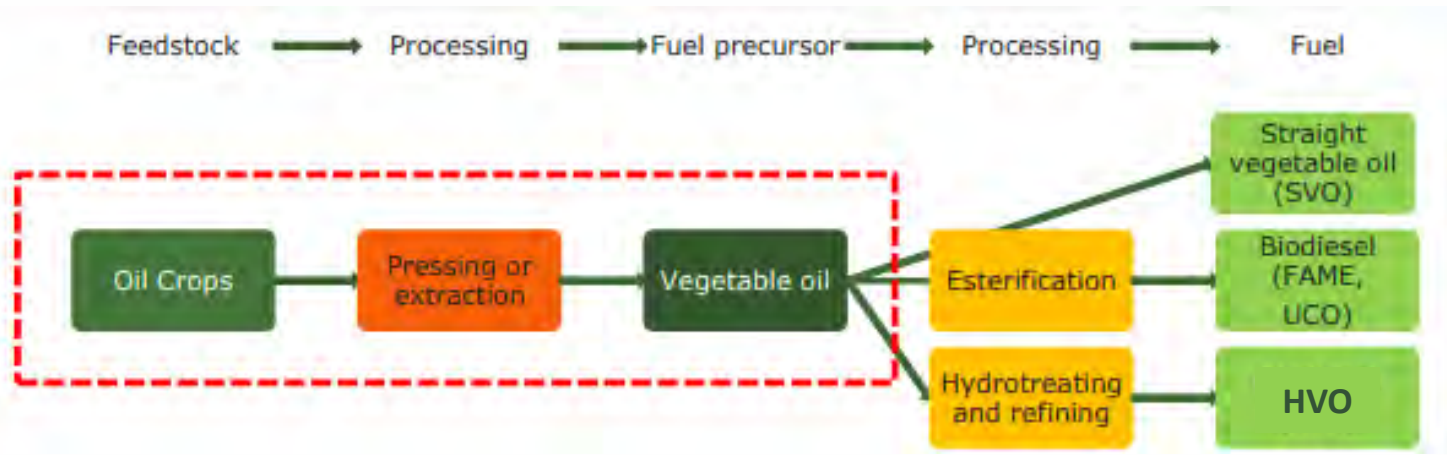 Feedstock Processing Fuel precursor Processing Fuel
Straight
vegetable oil
(SVO)
Oil Crops
Pressing or
extraction
Vegetable oil
Esterification
Biodiesel
(FAME,
UCO)
Hydrotreating
and refining
HVO